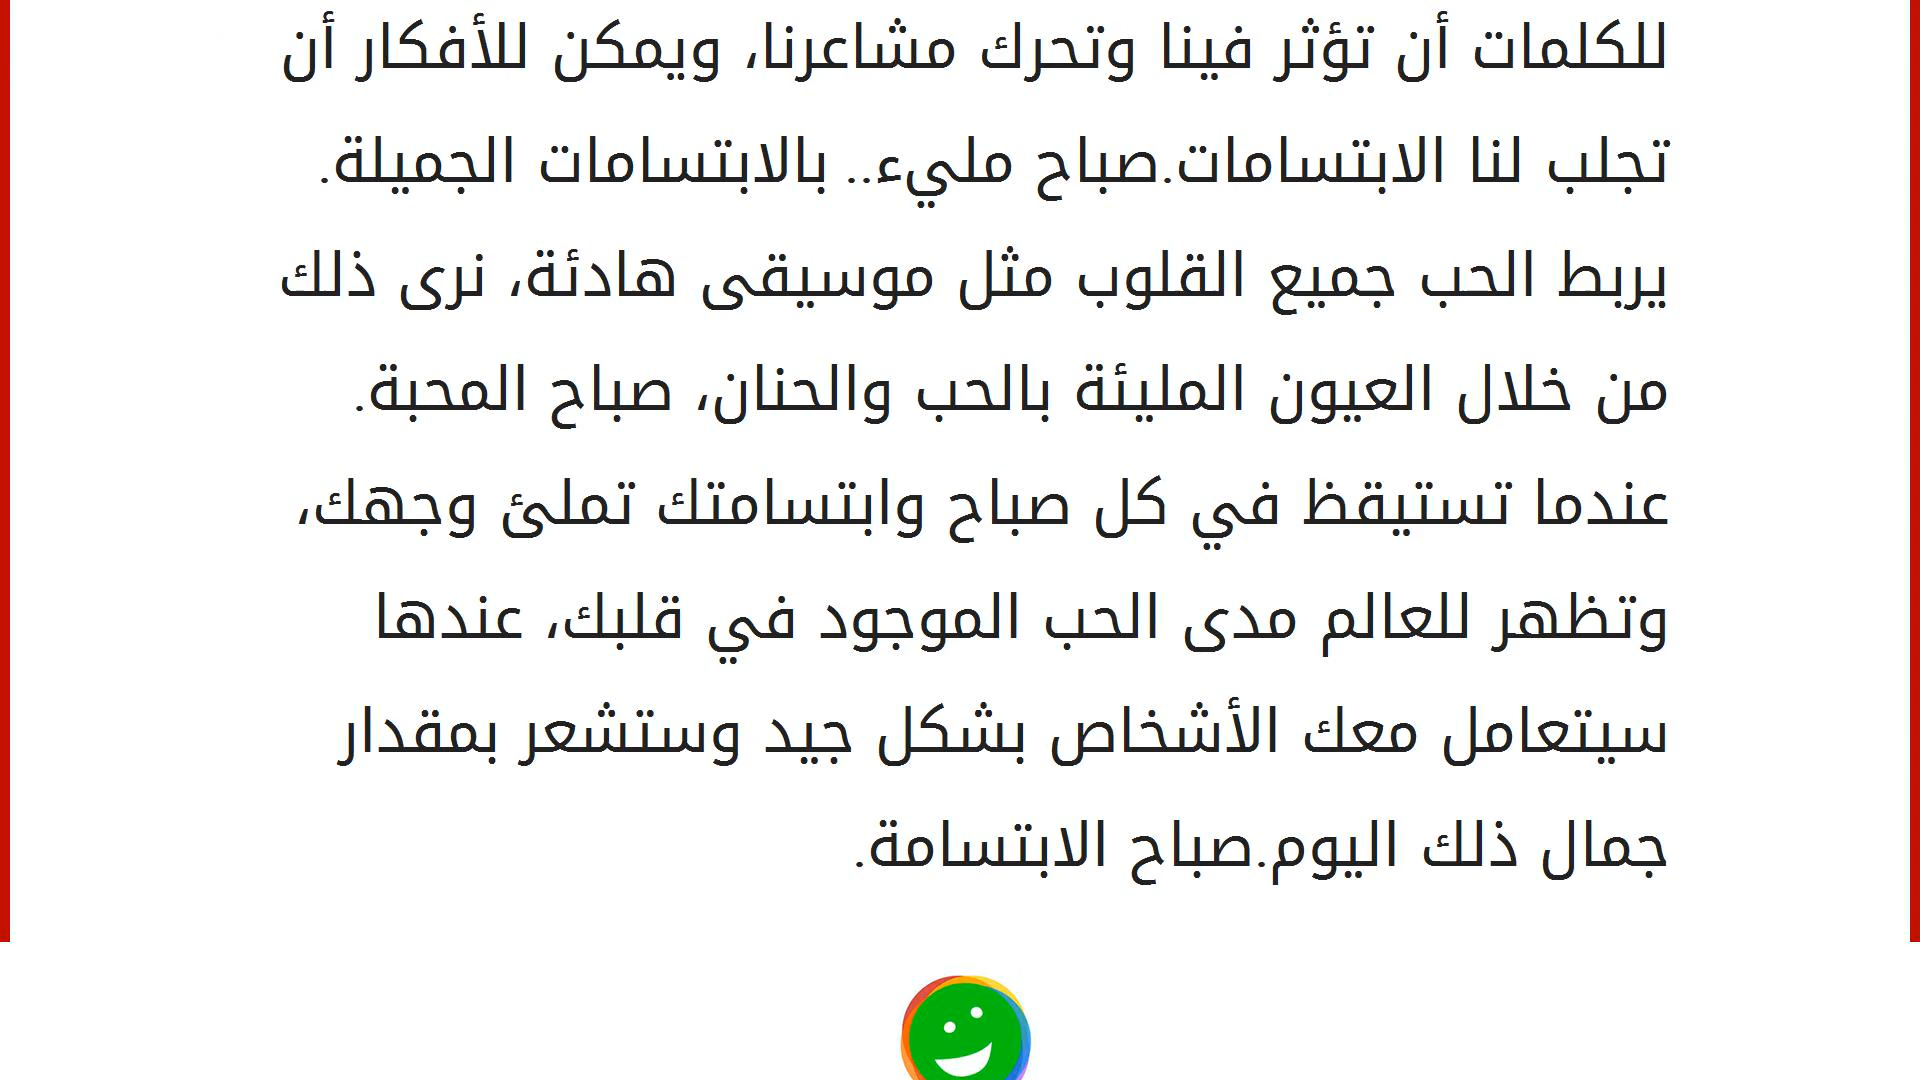 للكلمات أن تؤثر فينا وتحرك مشاعرنا، ويمكن للأفكار أن
تجلب لنا الابتسامات.صباح مليء.. بالابتسامات الجميلة.
يربط الحب جميع القلوب مثل موسيقى هادئة، نرى ذلك
من خلال العيون المليئة بالحب والحنان، صباح المحبة.
عندما تستيقظ في كل صباح وابتسامتك تملئ وجهك،
وتظهر للعالم مدى الحب الموجود في قلبك، عندها
سيتعامل معك الأشخاص بشكل جيد وستشعر بمقدار
جمال ذلك اليوم.صباح الابتسامة.